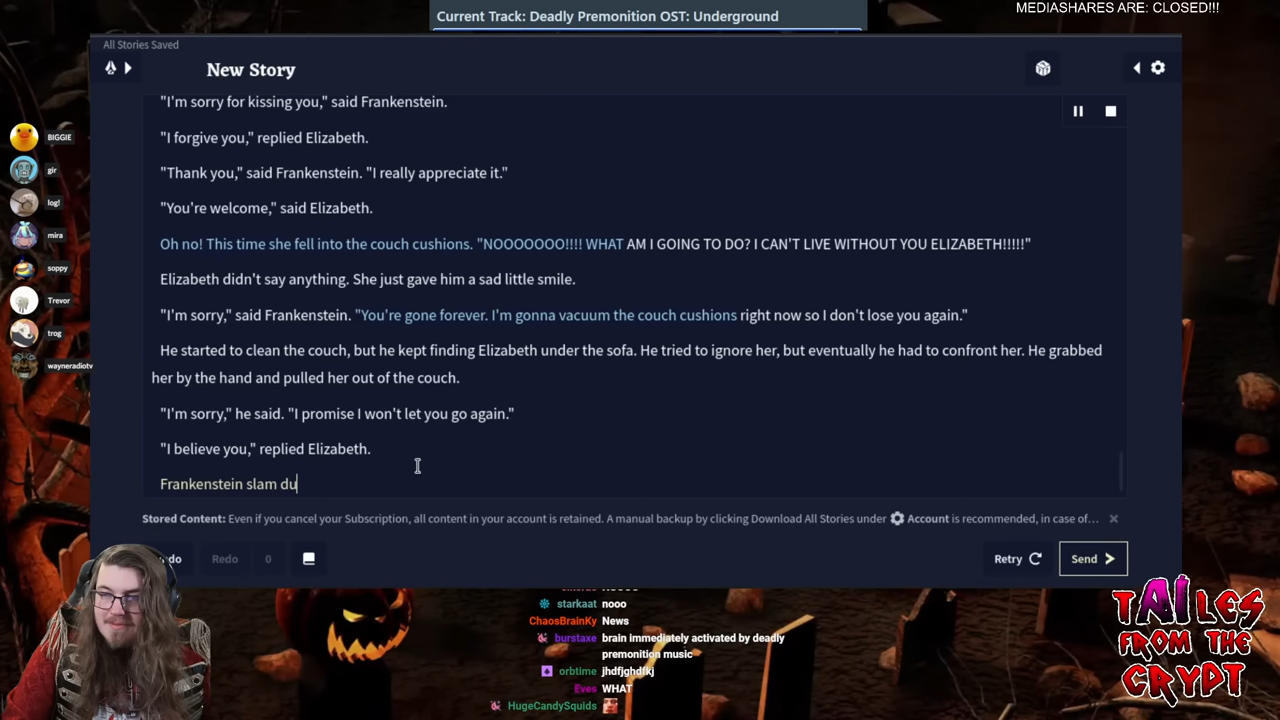 Current Track: Deadly Premonition OST: Underground
MEDIASHARES ARE: CLOSED!!!
All Stories Saved
New Story
"I'm sorry for kissing you," said Frankenstein.
"I forgive you," replied Elizabeth.
"Thank you," said Frankenstein. "I really appreciate it."
"You're welcome," said Elizabeth.
Oh no! This time she fell into the couch cushions. "NOOOOOOO!!!! WHAT AM I GOING TO DO? I CAN'T LIVE WITHOUT YOU ELIZABETH!!!!!"
Elizabeth didn't say anything. She just gave him a sad little smile.
"I'm sorry," said Frankenstein. "You're gone forever. I'm gonna vacuum the couch cushions right now so I don't lose you again."
He started to clean the couch, but he kept finding Elizabeth under the sofa. He tried to ignore her, but eventually he had to confront her. He grabbed
her by the hand and pulled her out of the couch.
"I'm sorry," he said. "I promise I won't let you go again."
"I believe you," replied Elizabeth.
Frankenstein slam du
BIGGIE
gir
log!
mira
soppy
Trevor
trog
wayneradiotv
Stored Content: Even if you cancel your Subscription, all content in your account is retained. A manual backup by clicking Download All Stories under Account is recommended, in case of…
Redo
0
Retry
Send
starkaat nooo
ChaosBrainKy News
burstaxe brain immediately activated by deadly
premonition music
orbtime jhdfjghdfkj
Eves WHAT
HugeCandySquids
TAILES
FROM THE
CRYPT